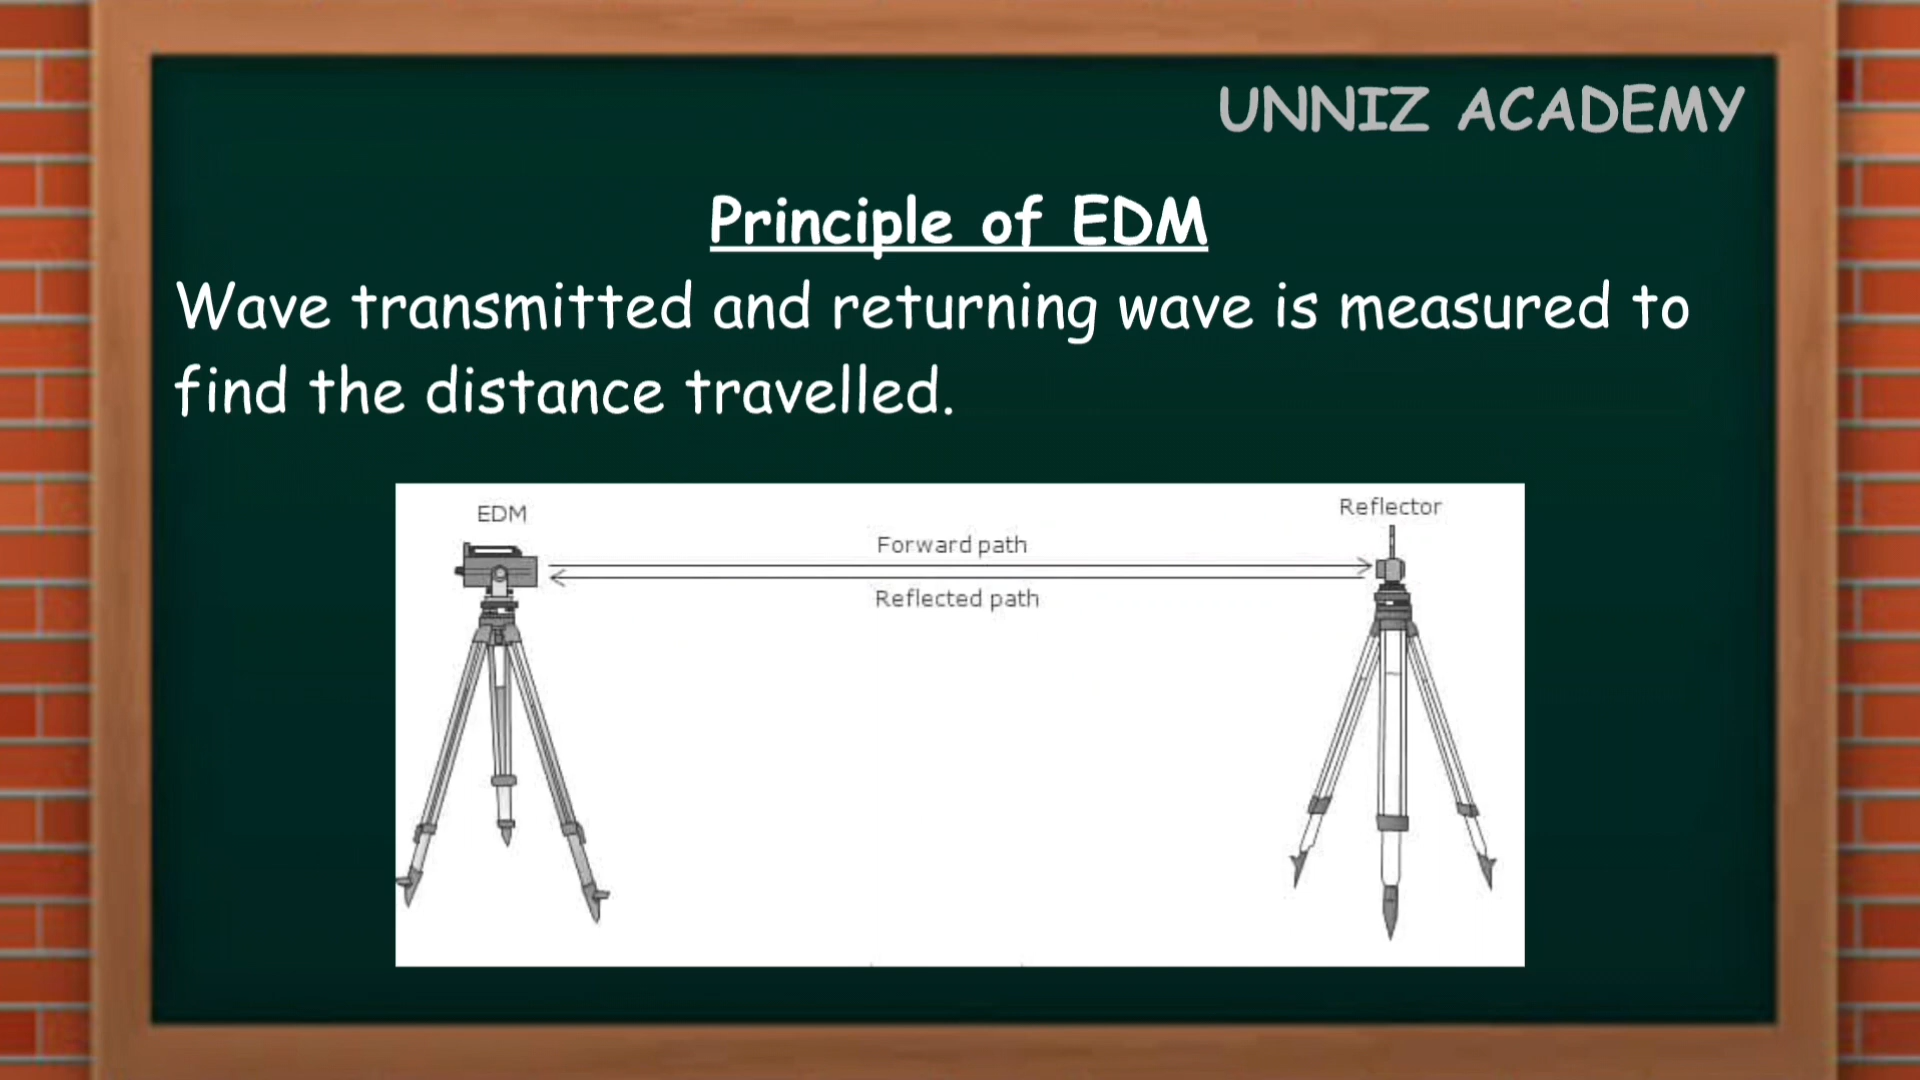 UNNIZ ACADEMY
Principle of EDM
Wave transmitted and returning wave is measured to
find the distance travelled.
EDM
Reflector
Forward path
Reflected path